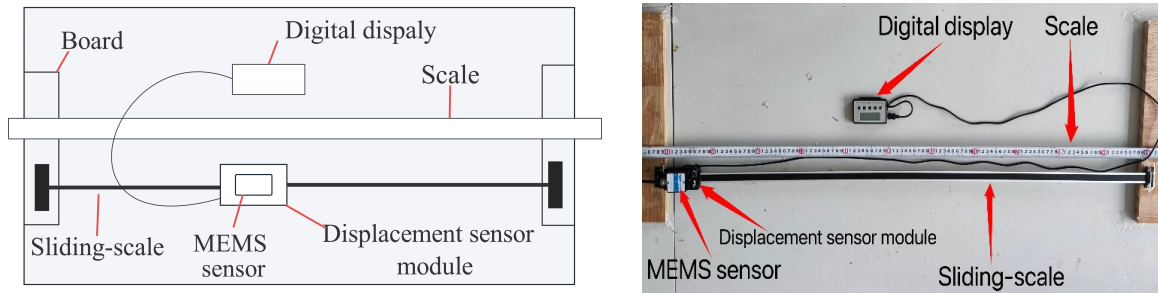 Digital dispaly
Board
Scale
Sliding-scale
MEMS
sensor
Displacement sensor
module
Digital display
Scale
Displacement sensor module
MEMS sensor
Sliding-scale